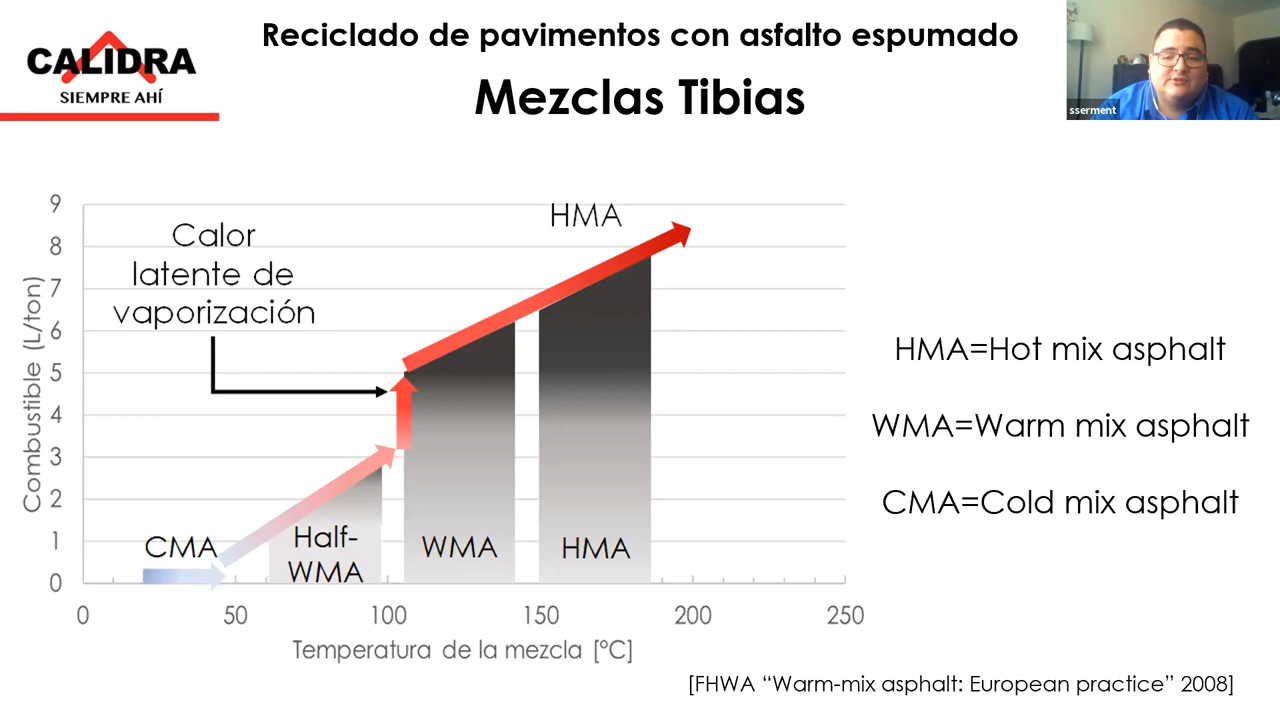 CALIDRA
SIEMPRE AHÍ
Reciclado de pavimentos con asfalto espumado
Mezclas Tibias
sserment
Combustible (L/ton)
9
8
7
6
5
4
3
2
1
0
Calor
latente de
vaporización
HMA
CMA
Half-
WMA
WMA
HMA
0 50 100 150 200 250
Temperatura de la mezcla [ºC]
HMA=Hot mix asphalt
WMA=Warm mix asphalt
CMA=Cold mix asphalt
[FHWA “Warm-mix asphalt: European practice” 2008]